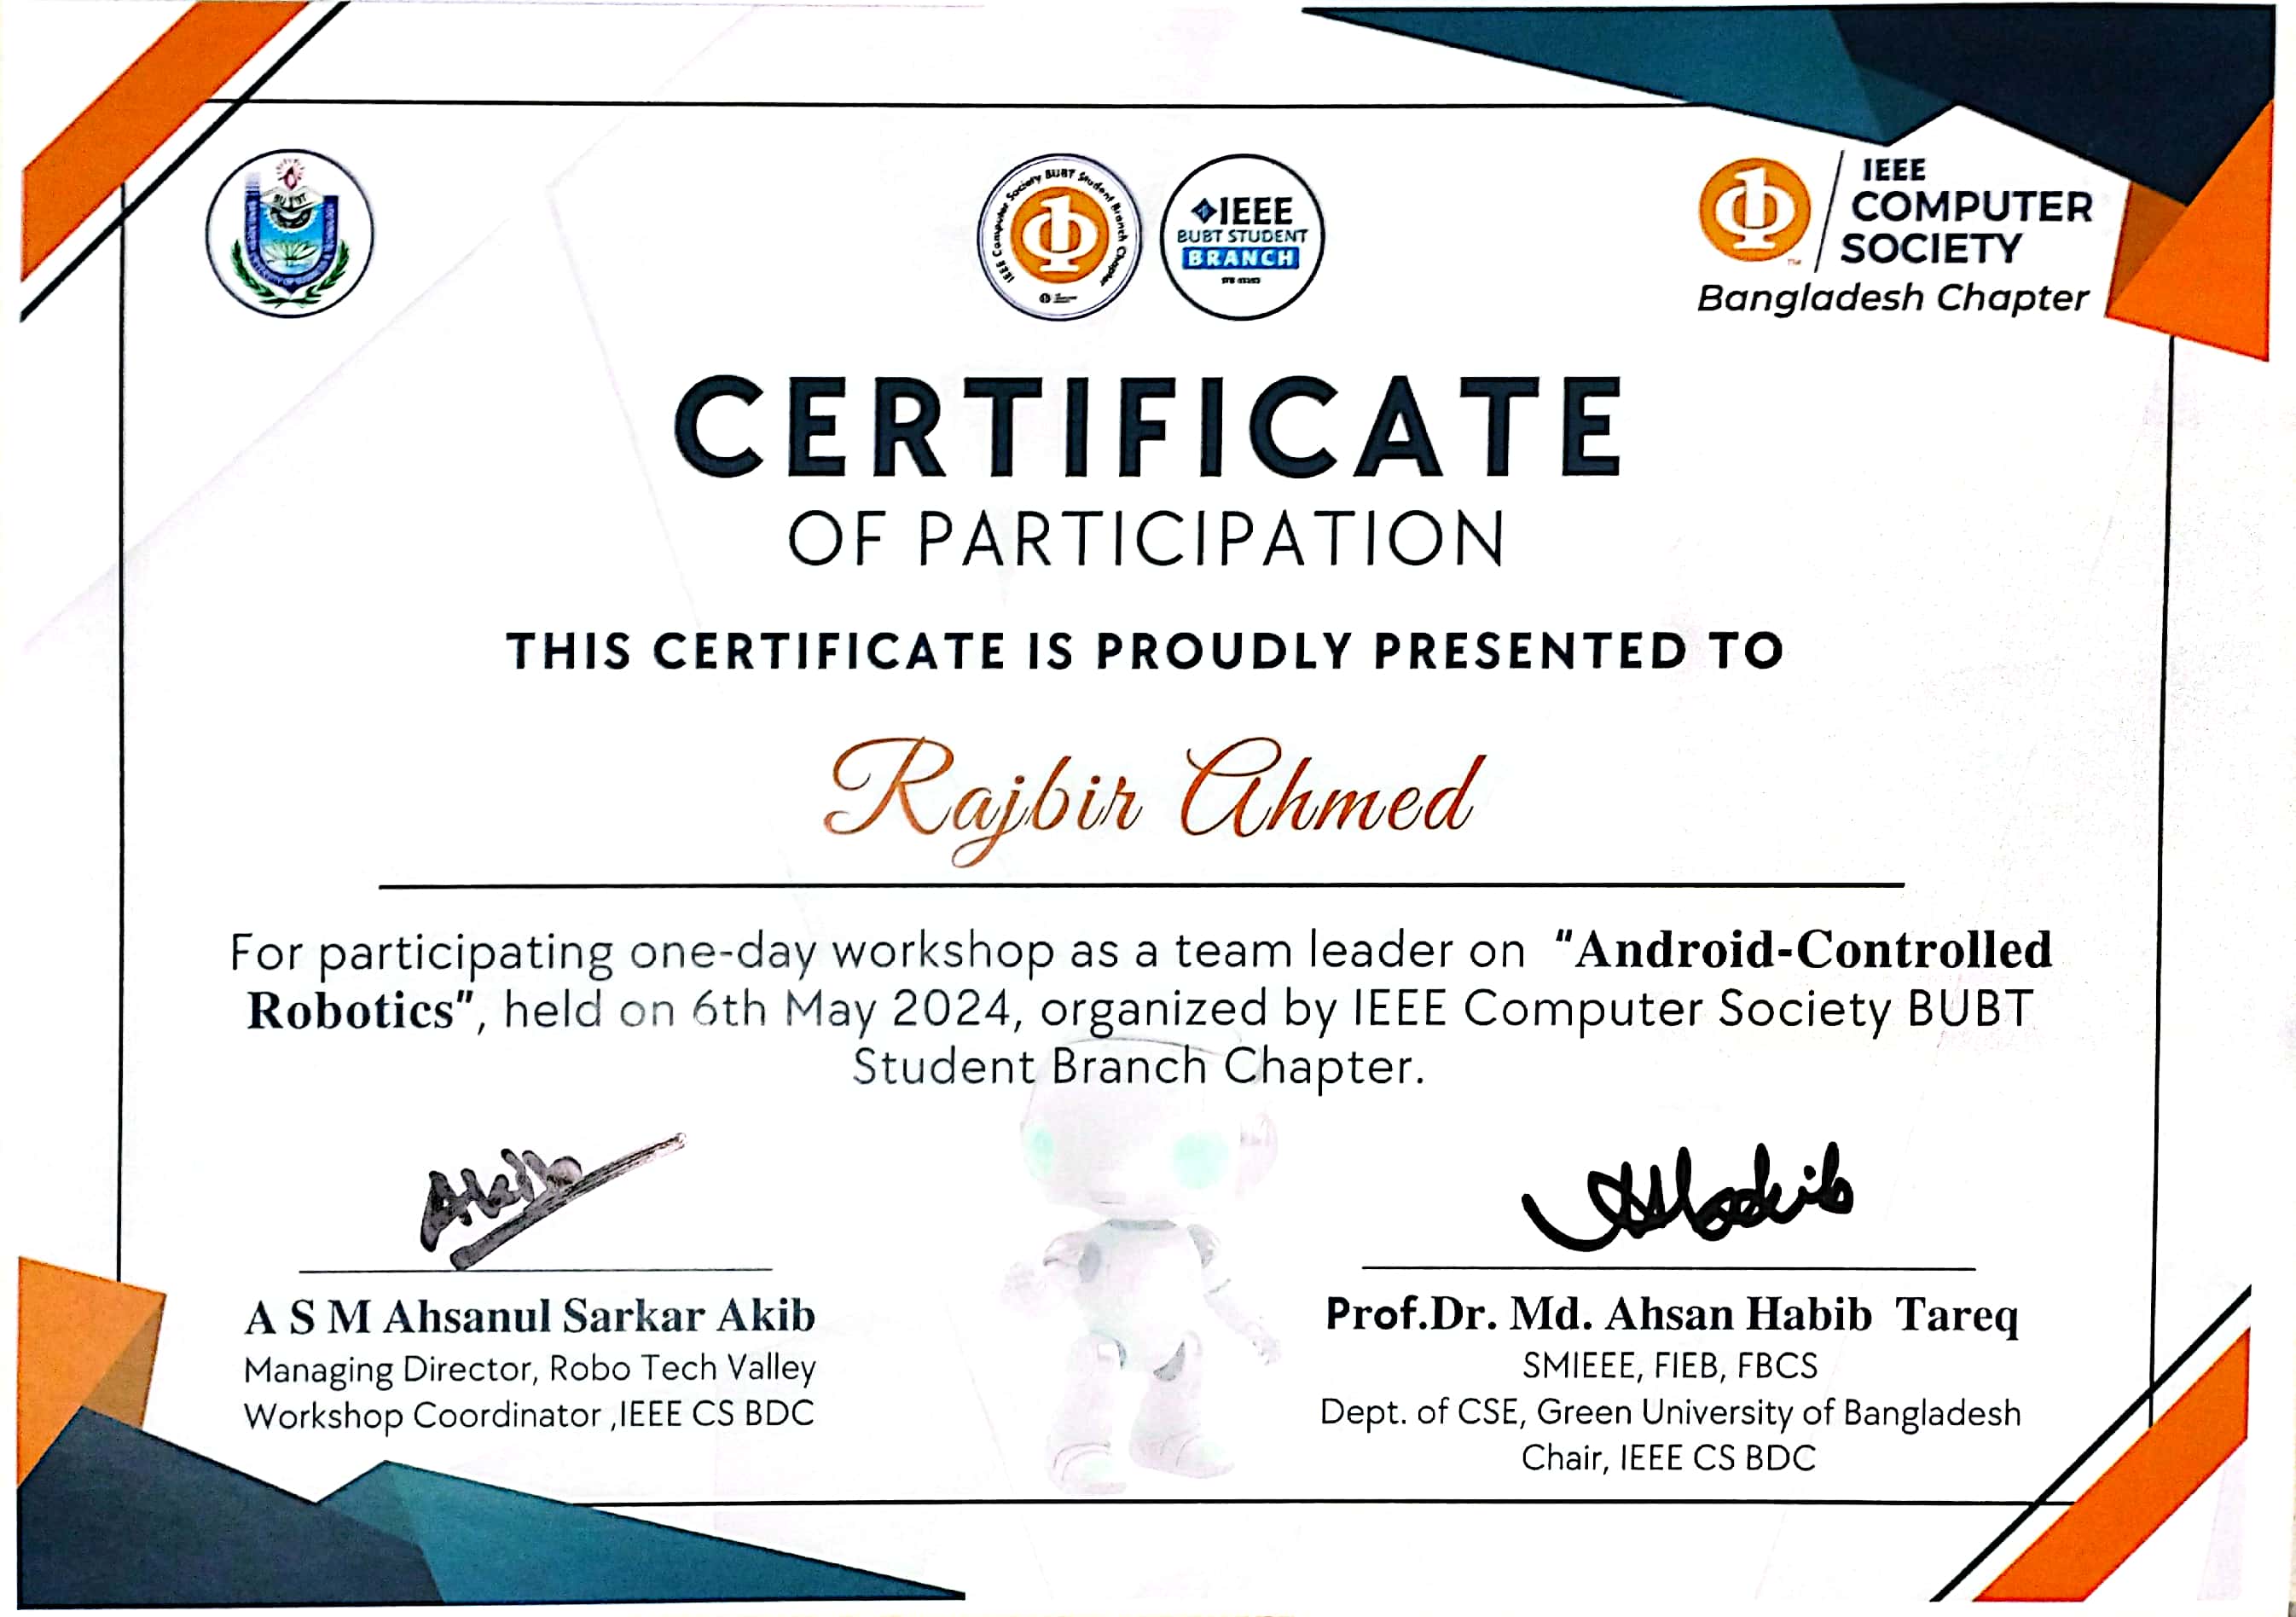 IEEE Computer Society BUBT Student Branch Chapter
IEEE
BUBT STUDENT
BRANCH
IEEE
COMPUTER
SOCIETY
Bangladesh Chapter
CERTIFICATE
OF PARTICIPATION
THIS CERTIFICATE IS PROUDLY PRESENTED TO
Rajbir Ahmed
For participating one-day workshop as a team leader on "Android-Controlled
Robotics", held on 6th May 2024, organized by IEEE Computer Society BUBT
Student Branch Chapter.
A S M Ahsanul Sarkar Akib
Managing Director, Robo Tech Valley
Workshop Coordinator ,IEEE CS BDC
Prof.Dr. Md. Ahsan Habib Tareq
SMIEEE, FIEB, FBCS
Dept. of CSE, Green University of Bangladesh
Chair, IEEE CS BDC